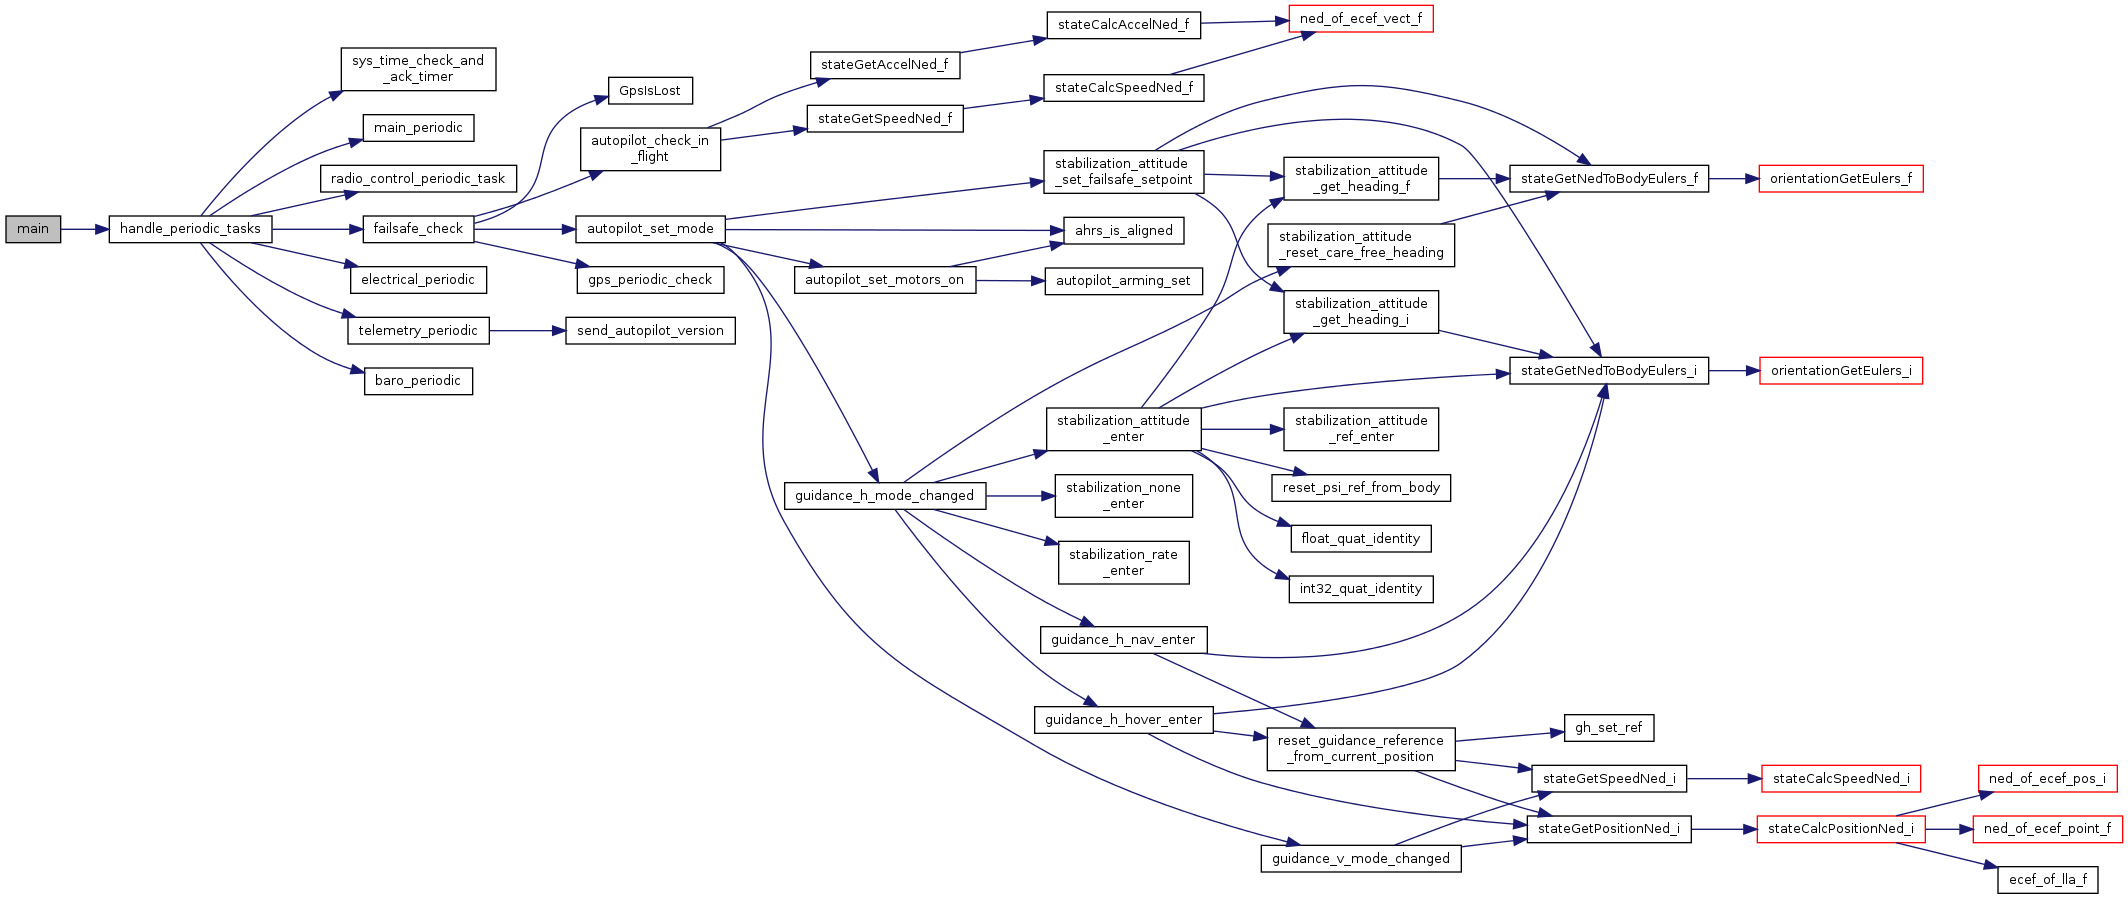 main
handle_periodic_tasks
sys_time_check_and
_ack_timer
main_periodic
radio_control_periodic_task
failsafe_check
electrical_periodic
telemetry_periodic
baro_periodic
GpsIsLost
autopilot_check_in
_flight
autopilot_set_mode
gps_periodic_check
send_autopilot_version
stateGetAccelNed_f
stateGetSpeedNed_f
autopilot_set_motors_on
guidance_h_mode_changed
stateCalcAccelNed_f
stateCalcSpeedNed_f
stabilization_attitude
_set_failsafe_setpoint
ahrs_is_aligned
autopilot_arming_set
stabilization_attitude
_enter
stabilization_none
_enter
stabilization_rate
_enter
guidance_h_nav_enter
guidance_h_hover_enter
ned_of_ecef_vect_f
stabilization_attitude
_get_heading_f
stabilization_attitude
_reset_care_free_heading
stabilization_attitude
_get_heading_i
stabilization_attitude
_ref_enter
reset_psi_ref_from_body
float_quat_identity
int32_quat_identity
reset_guidance_reference
_from_current_position
guidance_v_mode_changed
stateGetNedToBodyEulers_f
stateGetNedToBodyEulers_i
gh_set_ref
stateGetSpeedNed_i
stateGetPositionNed_i
orientationGetEulers_f
orientationGetEulers_i
stateCalcSpeedNed_i
stateCalcPositionNed_i
ned_of_ecef_pos_i
ned_of_ecef_point_f
ecef_of_lla_f